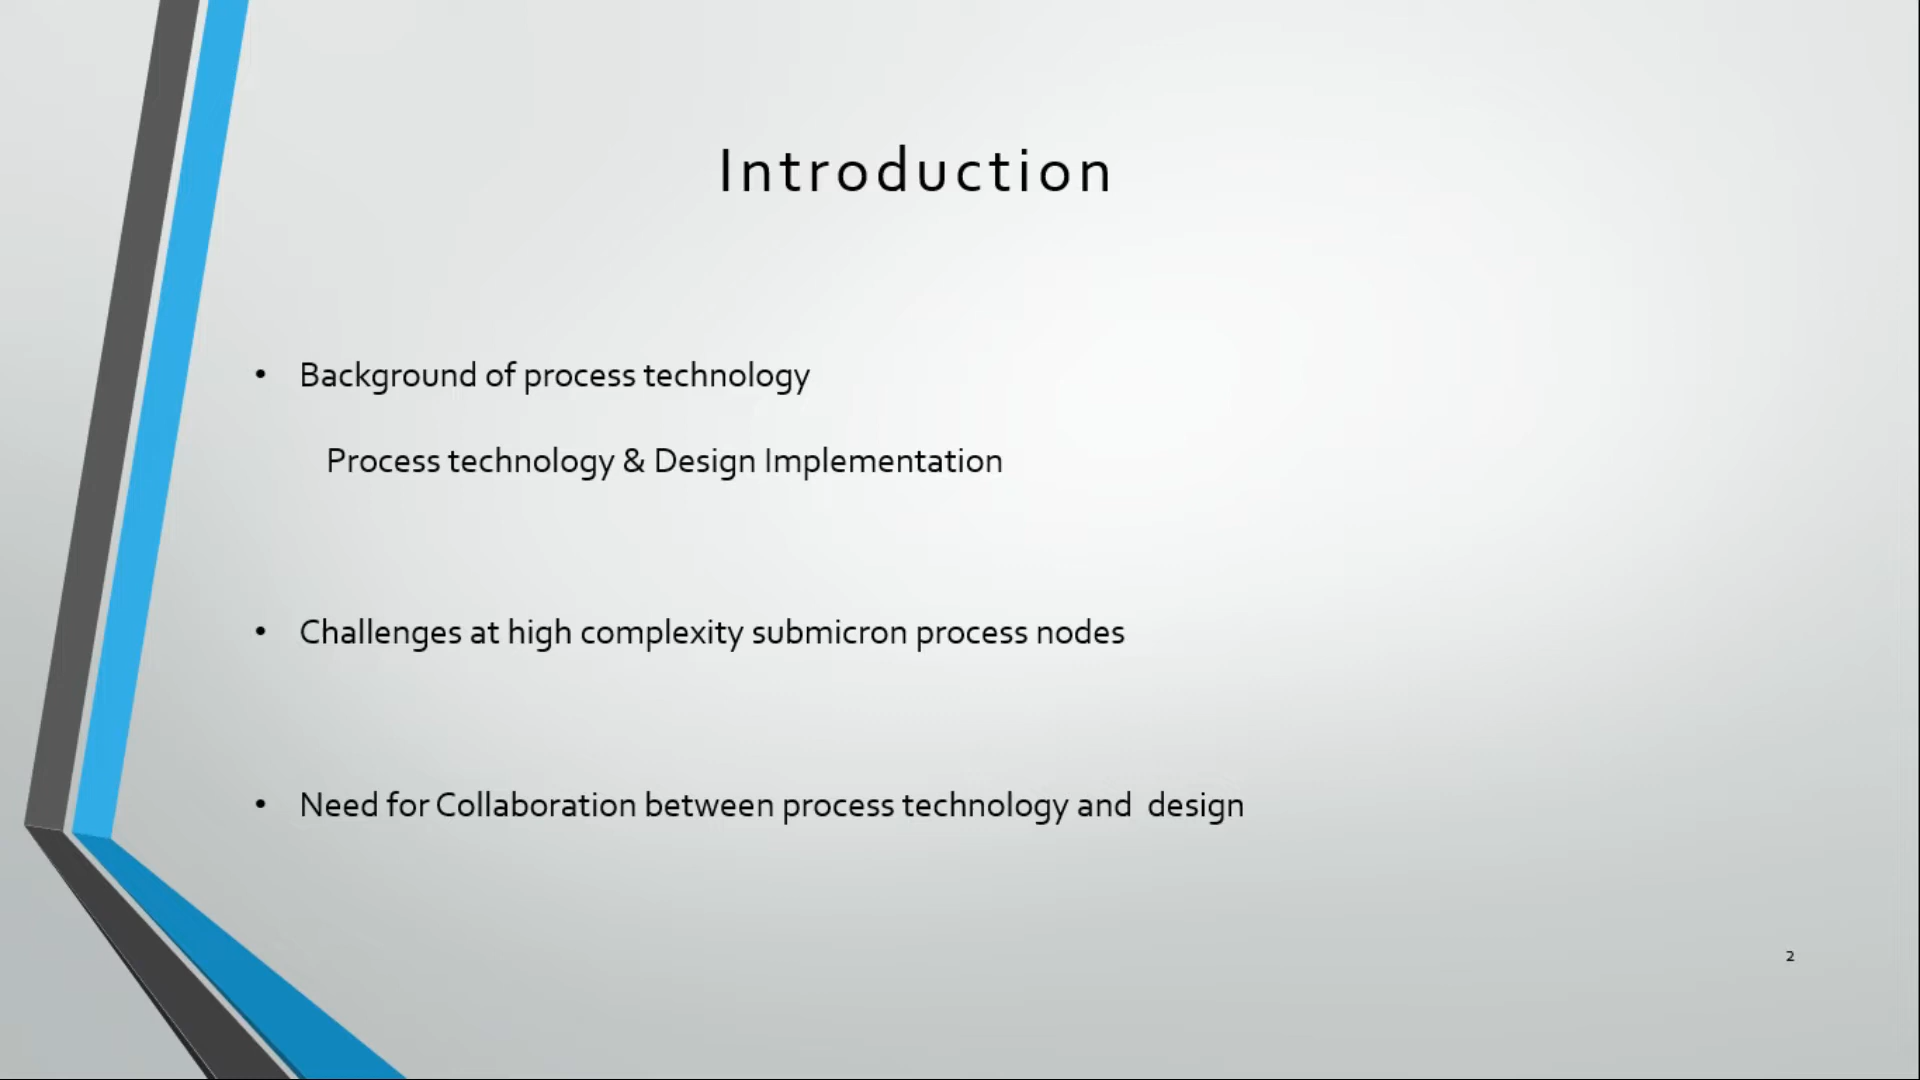 Introduction
• Background of process technology
Process technology & Design Implementation
• Challenges at high complexity submicron process nodes
• Need for Collaboration between process technology and  design
2